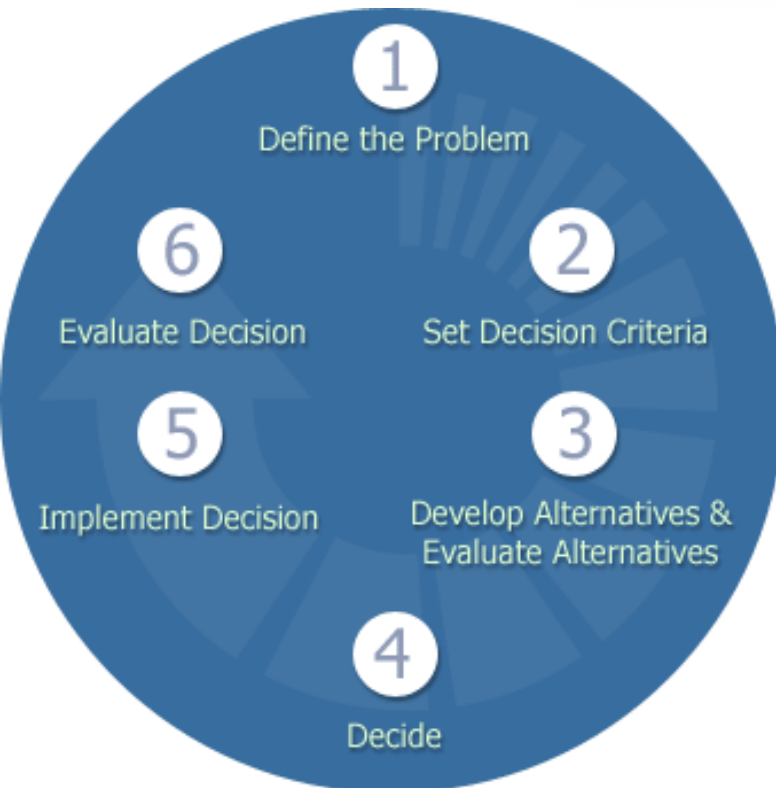 1
Define the Problem
2
Set Decision Criteria
3
Develop Alternatives &
Evaluate Alternatives
4
Decide
5
Implement Decision
6
Evaluate Decision